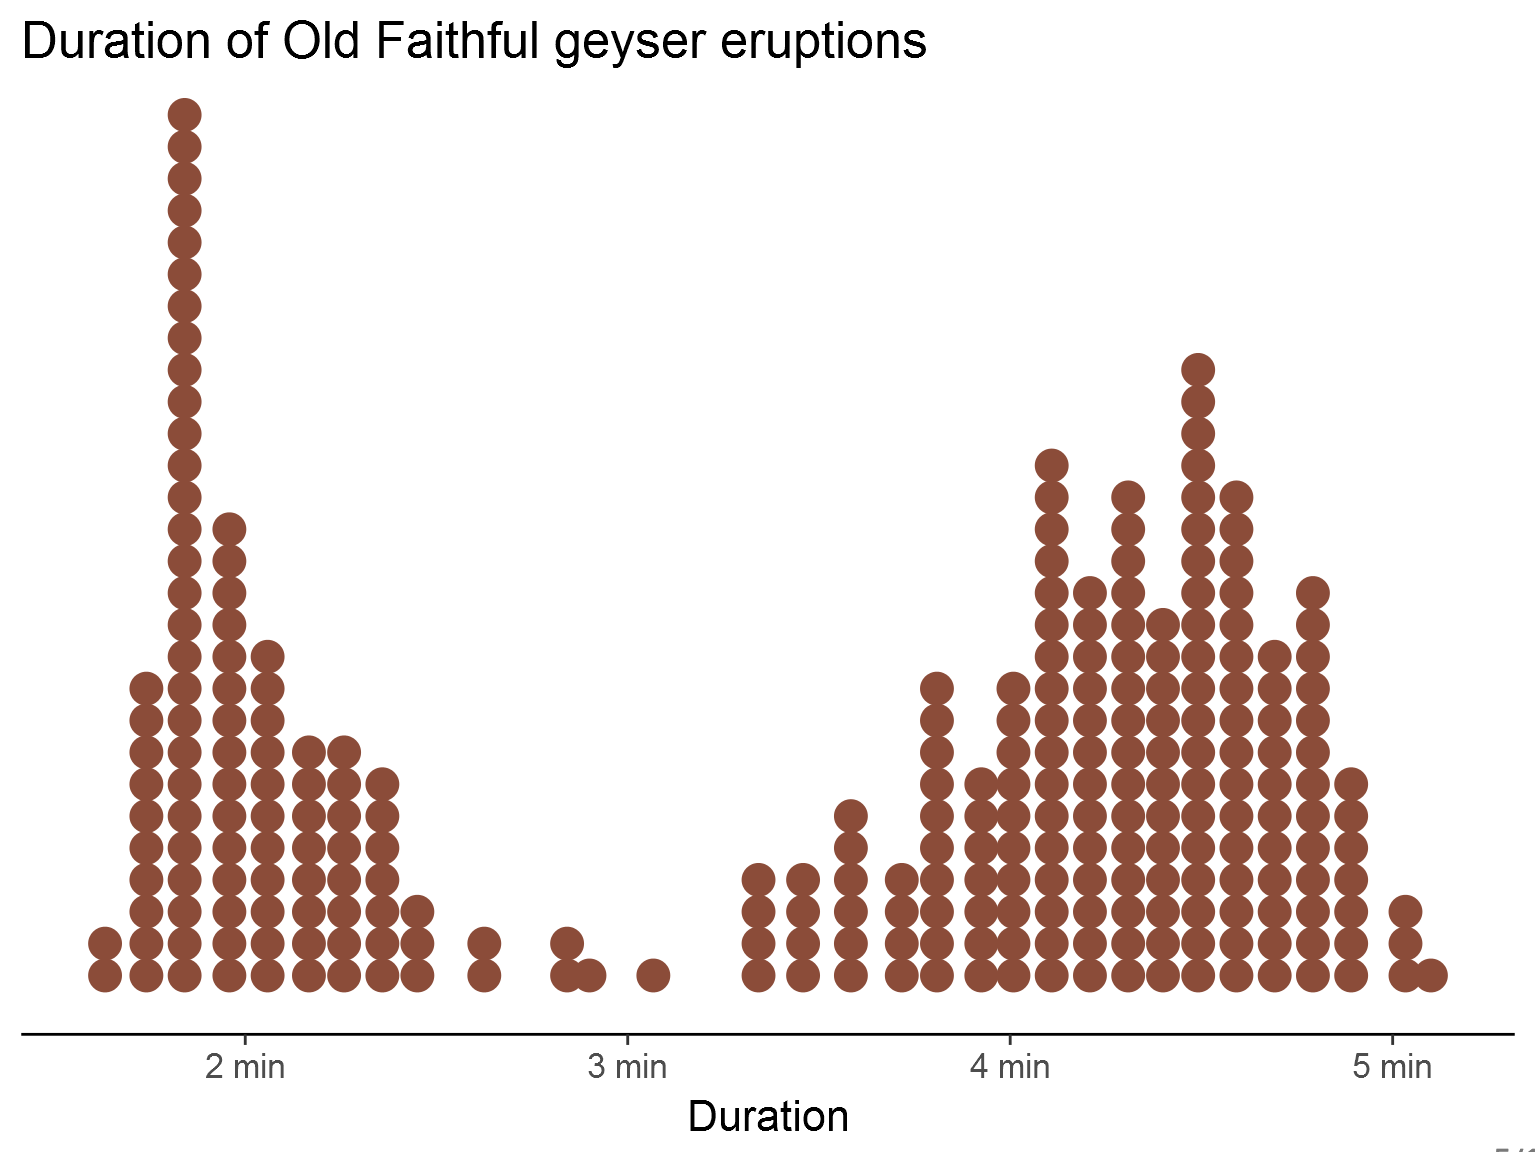 Duration of Old Faithful geyser eruptions
2 min
3 min
4 min
5 min
Duration